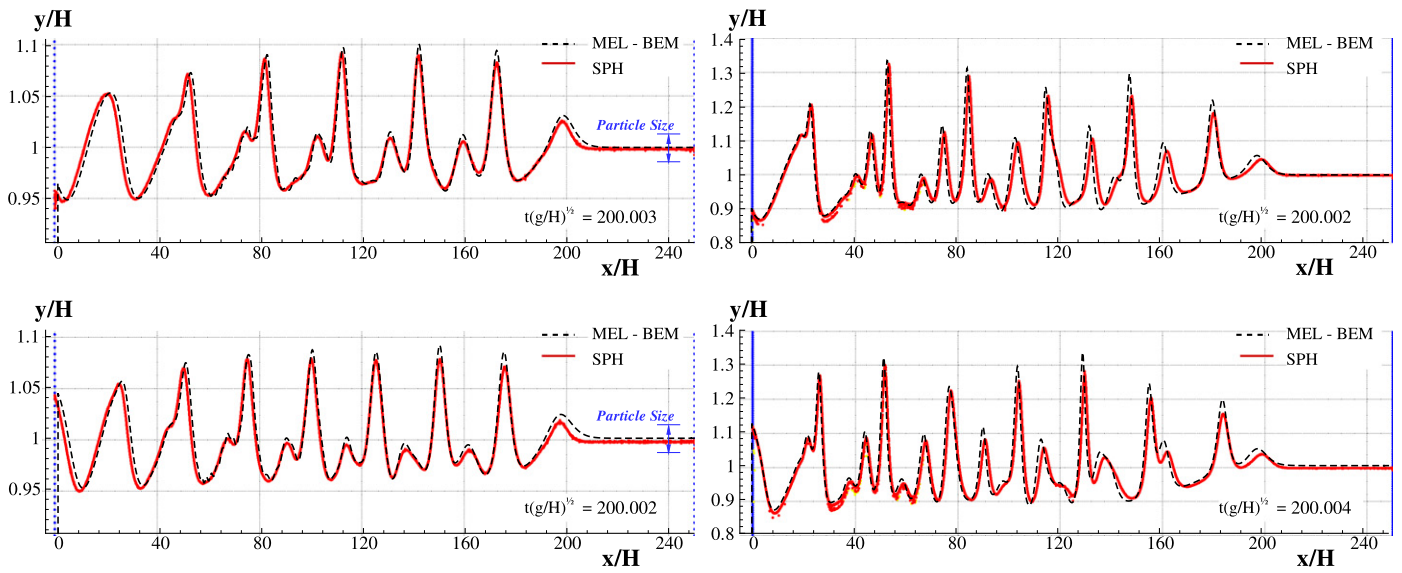 y/H
1.1
1.05
1
0.95
MEL - BEM
SPH
Particle Size
t(g/H)½ = 200.003
0 40 80 120 160 200 240
x/H
y/H
1.4
1.3
1.2
1.1
1
0.9
0.8
MEL - BEM
SPH
t(g/H)½ = 200.002
0 40 80 120 160 200 240
x/H
y/H
1.1
1.05
1
0.95
MEL - BEM
SPH
Particle Size
t(g/H)½ = 200.002
0 40 80 120 160 200 240
x/H
y/H
1.4
1.3
1.2
1.1
1
0.9
0.8
MEL - BEM
SPH
t(g/H)½ = 200.004
0 40 80 120 160 200 240
x/H